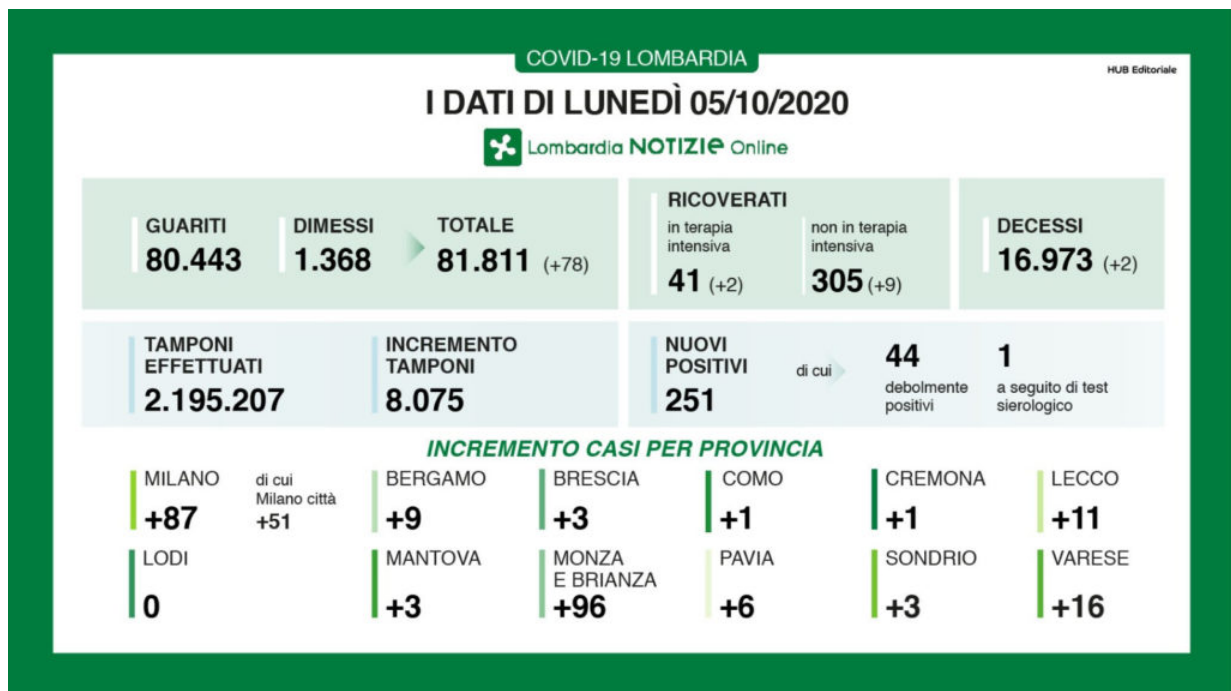 COVID-19 LOMBARDIA
HUB Editoriale
I DATI DI LUNEDÌ 05/10/2020
Lombardia NOTIZIe Online
GUARITI
80.443
DIMESSI
1.368
TOTALE
81.811 (+78)
RICOVERATI
in terapia
intensiva
41 (+2)
non in terapia
intensiva
305 (+9)
DECESSI
16.973 (+2)
TAMPONI
EFFETTUATI
2.195.207
INCREMENTO
TAMPONI
8.075
NUOVI
POSITIVI
251
di cui
44
debolmente
positivi
1
a seguito di test
sierologico
INCREMENTO CASI PER PROVINCIA
MILANO
+87
di cui
Milano città
+51
BERGAMO
+9
BRESCIA
+3
COMO
+1
CREMONA
+1
LECCO
+11
LODI
0
MANTOVA
+3
MONZA
E BRIANZA
+96
PAVIA
+6
SONDRIO
+3
VARESE
+16